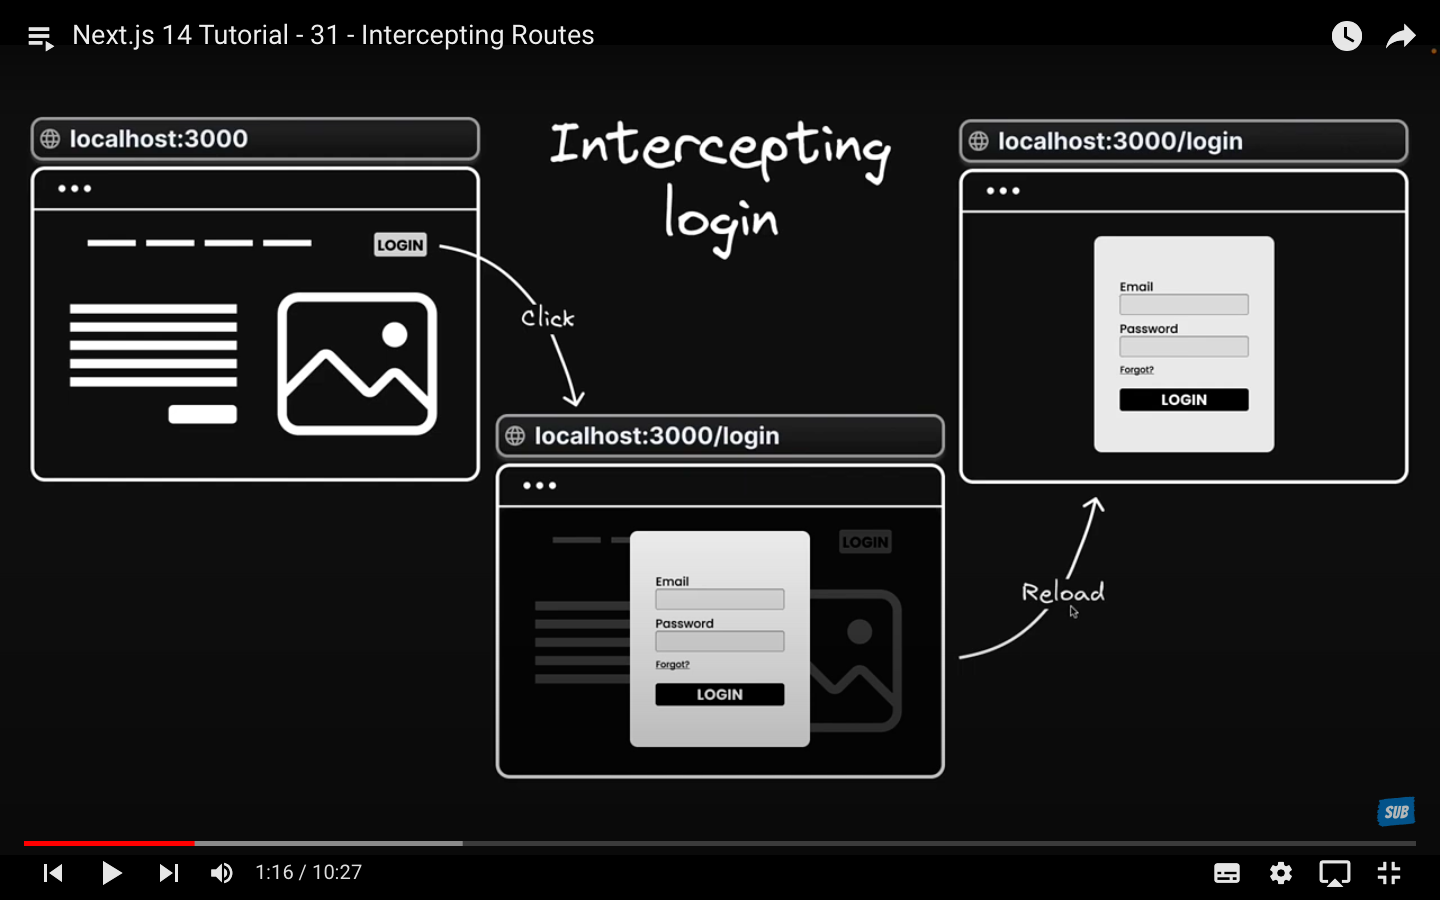 Next.js 14 Tutorial - 31 - Intercepting Routes
localhost:3000
LOGIN
Intercepting
login
Click
localhost:3000/login
LOGIN
Email
Password
Forgot?
LOGIN
Reload
localhost:3000/login
Email
Password
Forgot?
LOGIN
SUB
1:16 / 10:27